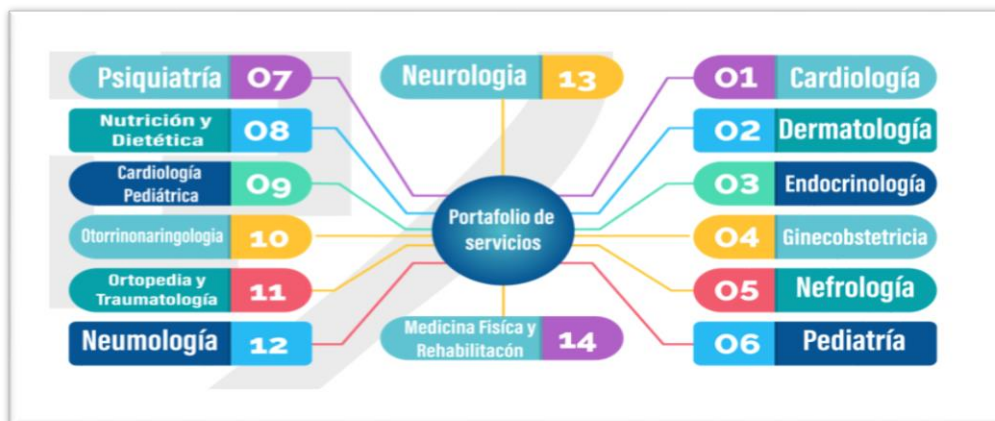 Psiquiatría 07
Nutrición y
Dietética 08
Cardiología
Pediátrica 09
Otorrinonaringologia 10
Ortopedia y
Traumatología 11
Neumología 12
Neurologia 13
Portafolio de
servicios
Medicina Fisíca y
Rehabilitacón 14
01 Cardiología
02 Dermatología
03 Endocrinología
04 Ginecobstetricia
05 Nefrología
06 Pediatría